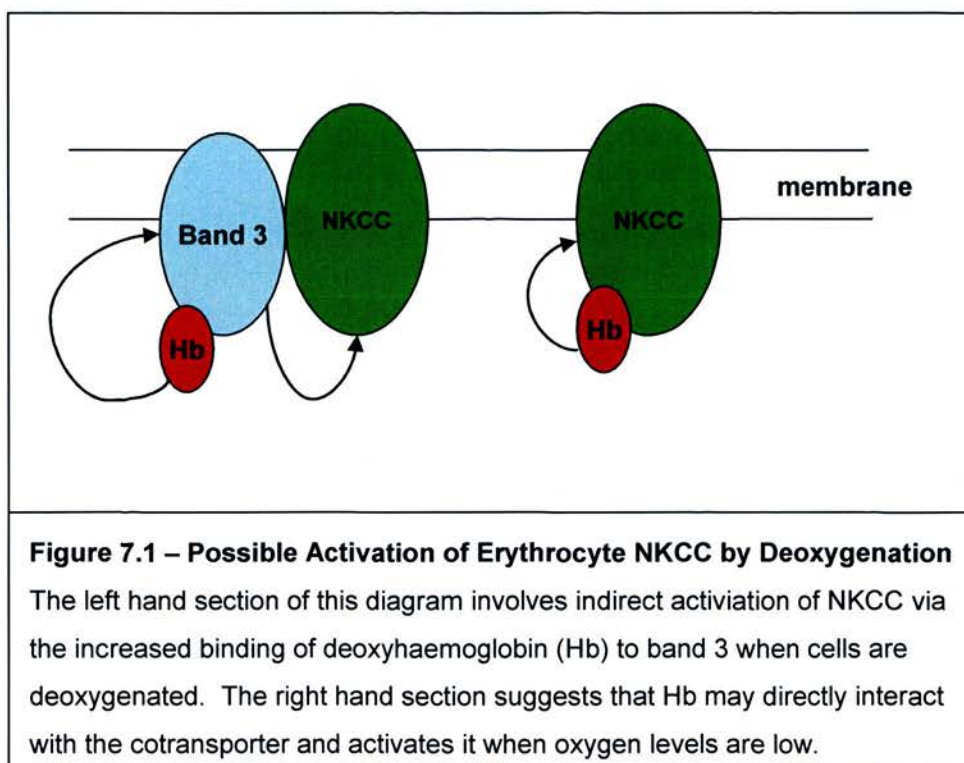 membrane
Band 3
NKCC
NKCC
Hb
Hb
Figure 7.1 – Possible Activation of Erythrocyte NKCC by Deoxygenation
The left hand section of this diagram involves indirect activiation of NKCC via
the increased binding of deoxyhaemoglobin (Hb) to band 3 when cells are
deoxygenated. The right hand section suggests that Hb may directly interact
with the cotransporter and activates it when oxygen levels are low.